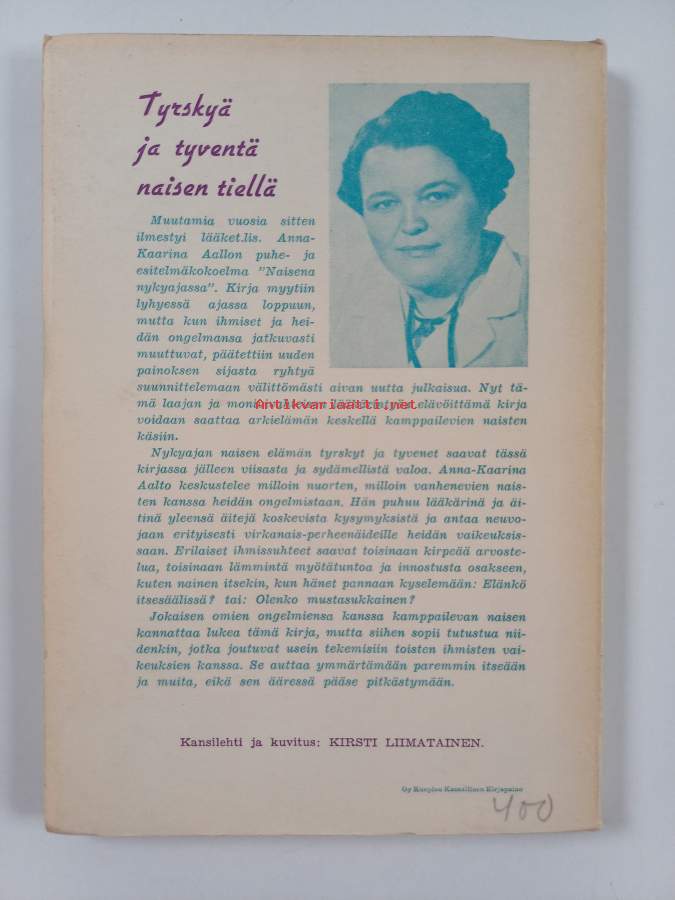 Tyrskyä
ja tyventä
naisen tiellä
Muutamia vuosia sitten
ilmestyi lääket.lis. Anna-
Kaarina Aallon puhe- ja
esitelmäkokoelma "Naisena
nykyajassa". Kirja myytiin
lyhyessä ajassa loppuun,
mutta kun ihmiset ja hei-
dän ongelmansa jatkuvasti
muuttuvat, päätettiin uuden
painoksen sijasta ryhtyä
suunnittelemaan välittömästi aivan uutta julkaisua. Nyt tä-
mä laajan ja elävöittämä kirja
Antikvariaatti.net
voidaan saattaa arkielämän keskellä kamppailevien naisten
käsiin.
Nykyajan naisen elämän tyrskyt ja tyvenet saavat tässä
kirjassa jälleen viisasta ja sydämellistä valoa. Anna-Kaarina
Aalto keskustelee milloin nuorten, milloin vanhenevien nais-
ten kanssa heidän ongelmistaan. Hän puhuu lääkärinä ja äi-
tinä yleensä äitejä koskevista kysymyksistä ja antaa neuvo-
jaan erityisesti virkanais-perheenäideille heidän vaikeuksis-
saan. Erilaiset ihmissuhteet saavat toisinaan kirpeää arvoste-
lua, toisinaan lämmintä myötätuntoa ja innostusta osakseen,
kuten nainen itsekin, kun hänet pannaan kyselemään: Elänkö
itsesäälissä? tai: Olenko mustasukkainen?
Jokaisen omien ongelmiensa kanssa kamppailevan naisen
kannattaa lukea tämä kirja, mutta siihen sopii tutustua nii-
denkin, jotka joutuvat usein tekemisiin toisten ihmisten vai-
keuksien kanssa. Se auttaa ymmärtämään paremmin itseään
ja muita, eikä sen ääressä pääse pitkästymään.
Kansilehti ja kuvitus: KIRSTI LIIMATAINEN.
Oy Kuopion Kansallinen Kirjapaino
400